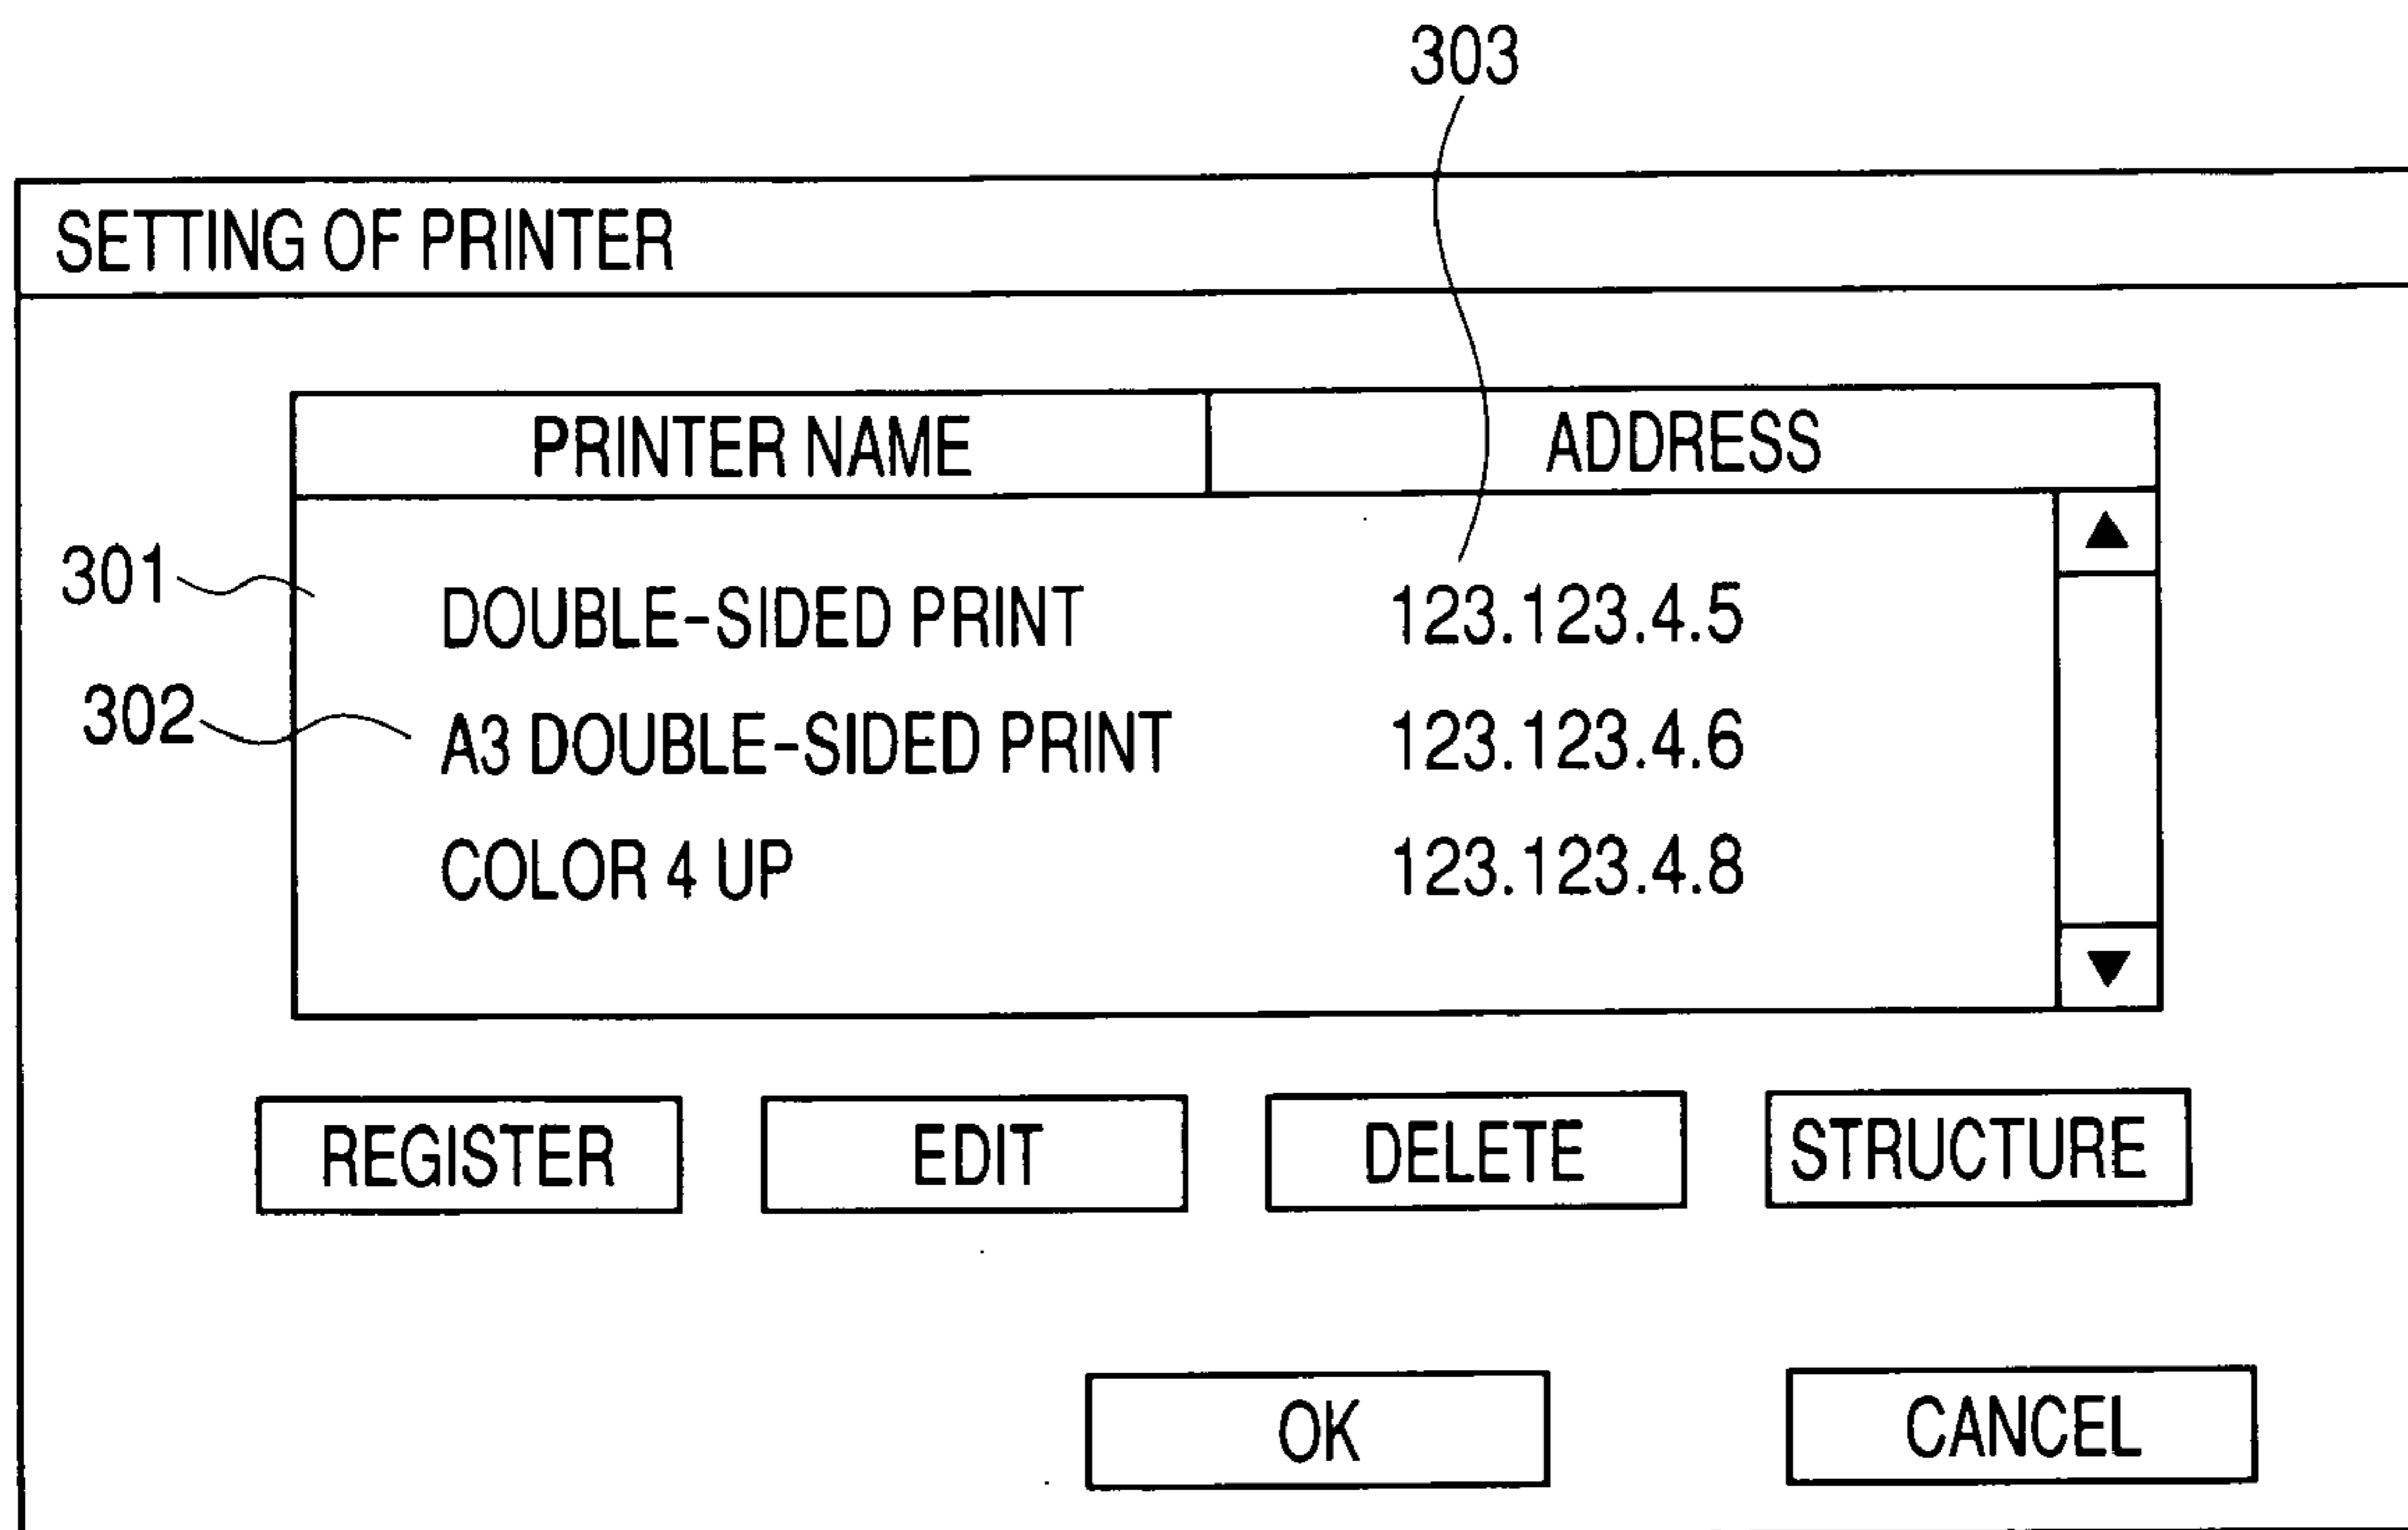 303
SETTING OF PRINTER
PRINTER NAME ADDRESS
301 DOUBLE-SIDED PRINT 123.123.4.5
302 A3 DOUBLE-SIDED PRINT 123.123.4.6
COLOR 4 UP 123.123.4.8
REGISTER EDIT DELETE STRUCTURE
OK CANCEL